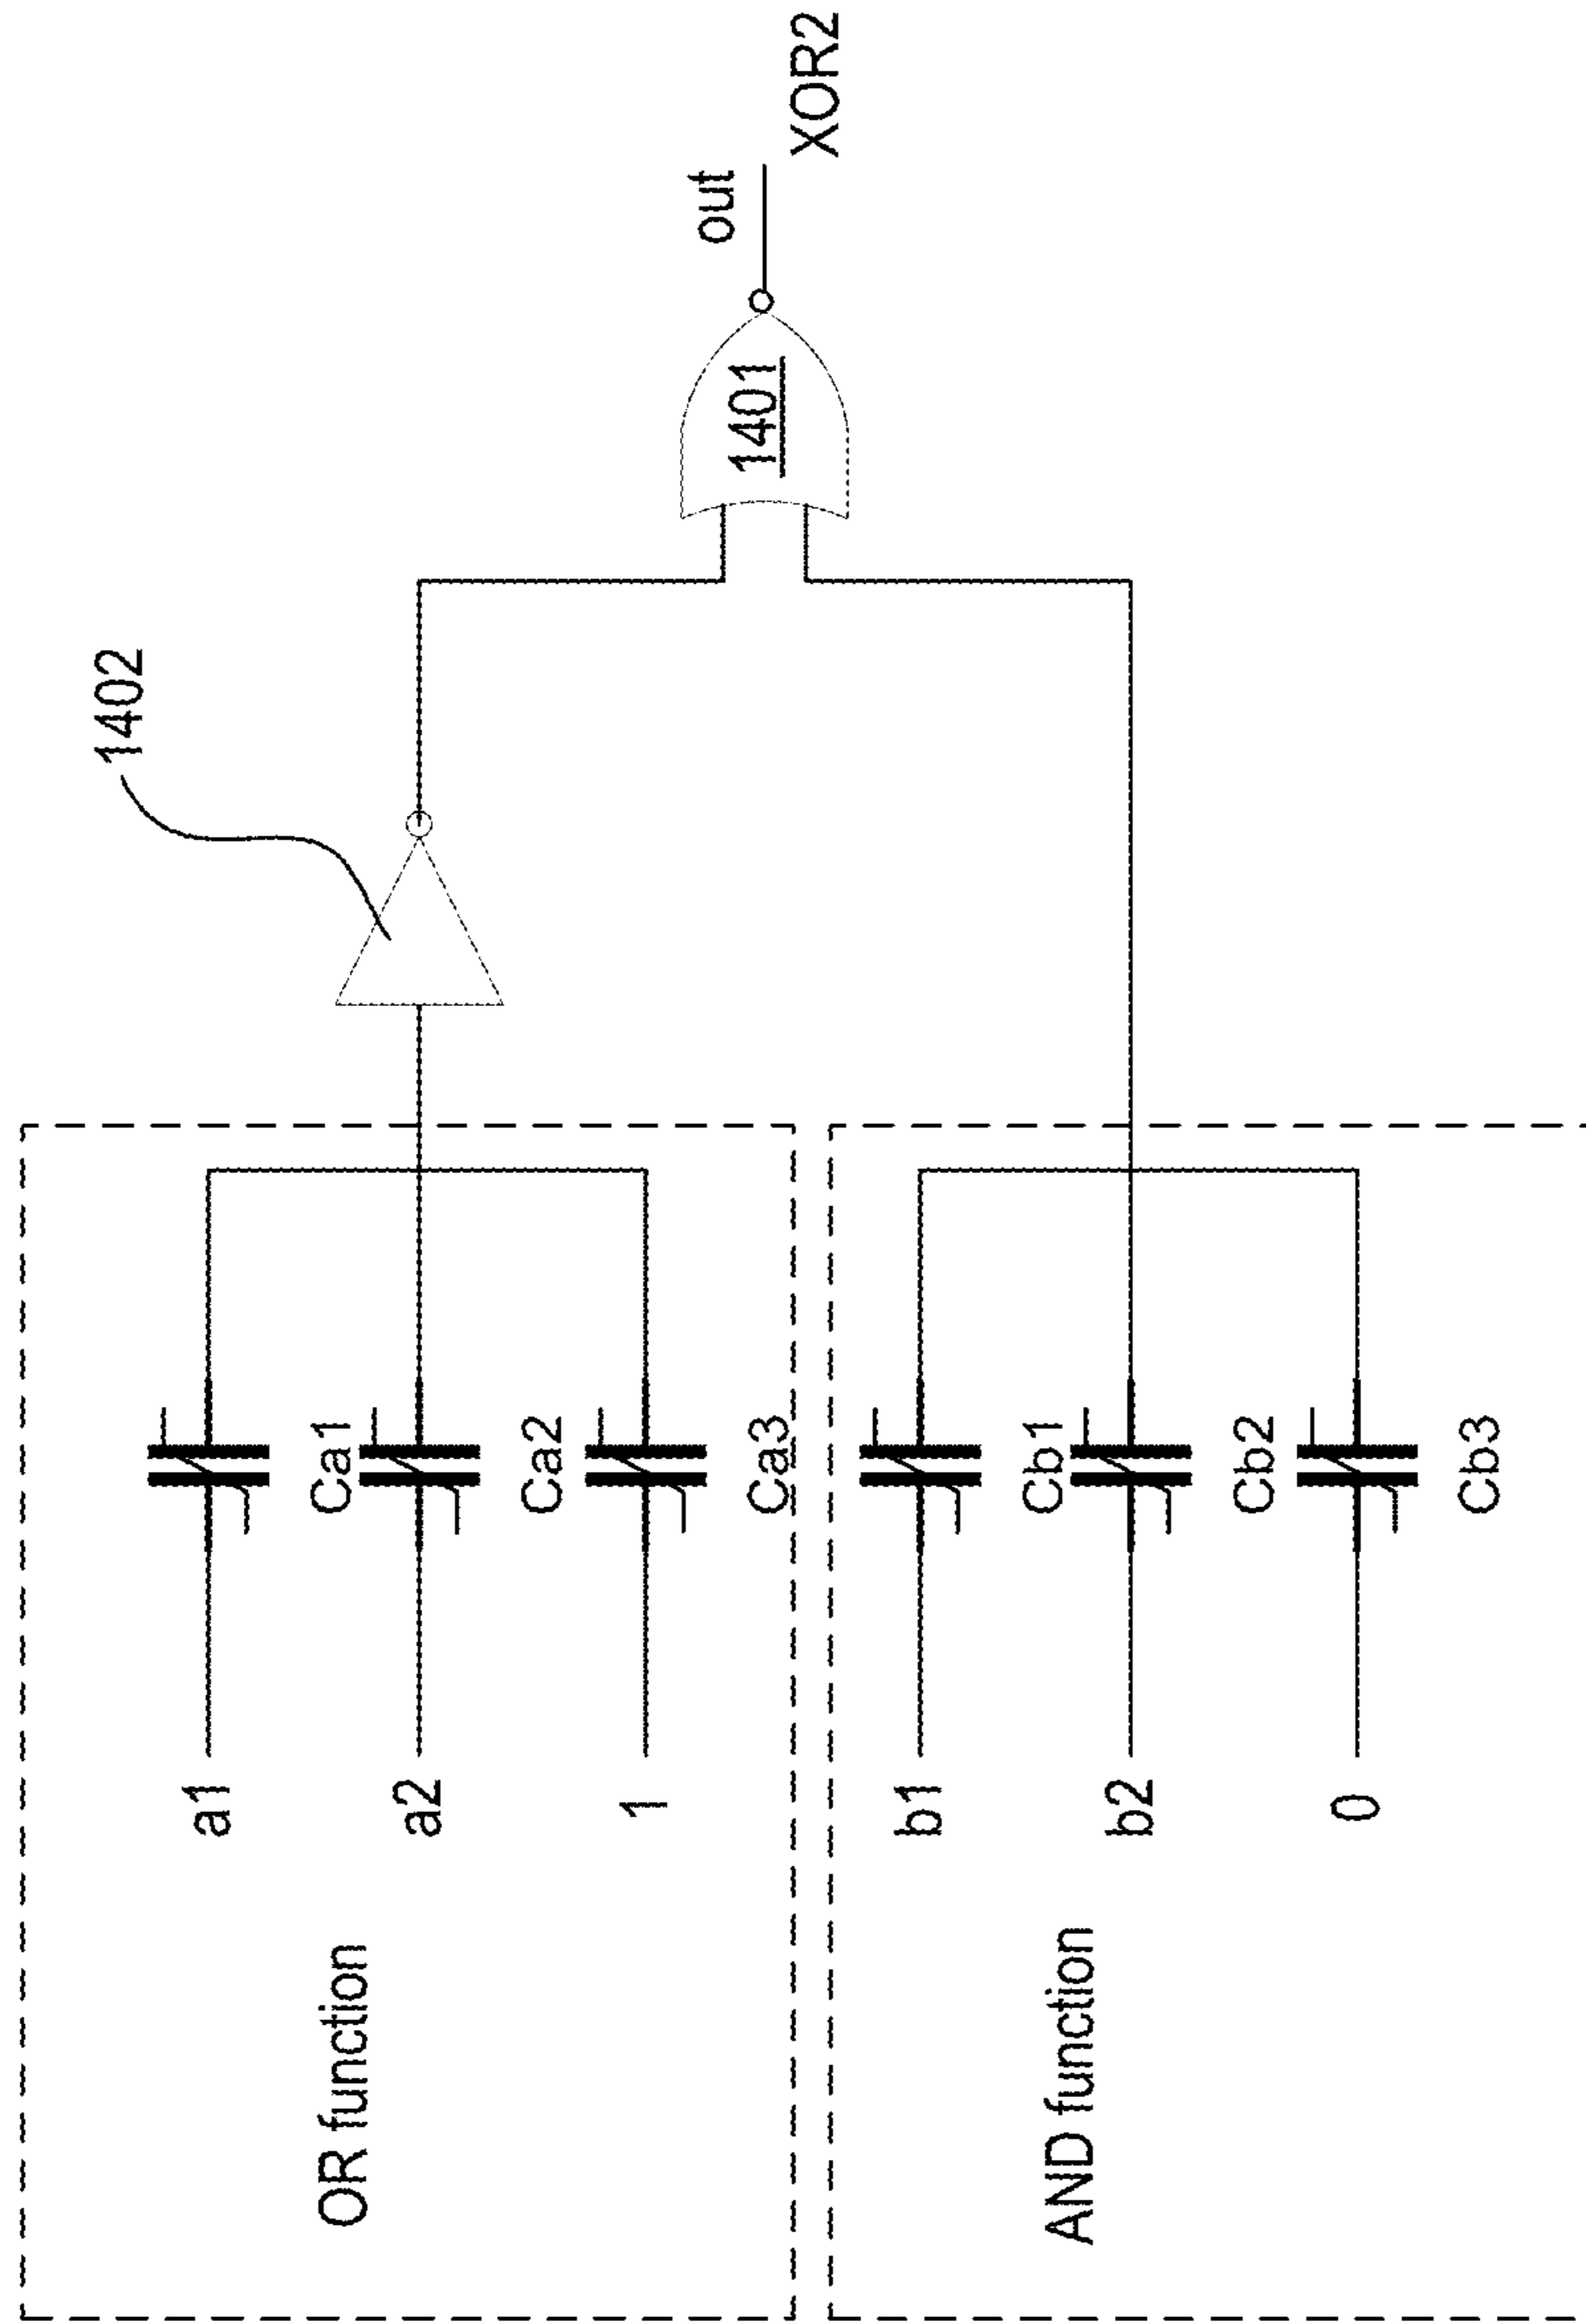 OR function
a1
Ca1
a2
Ca2
1
Ca3
1402
AND function
b1
Cb1
b2
Cb2
0
Cb3
1401
out
XOR2